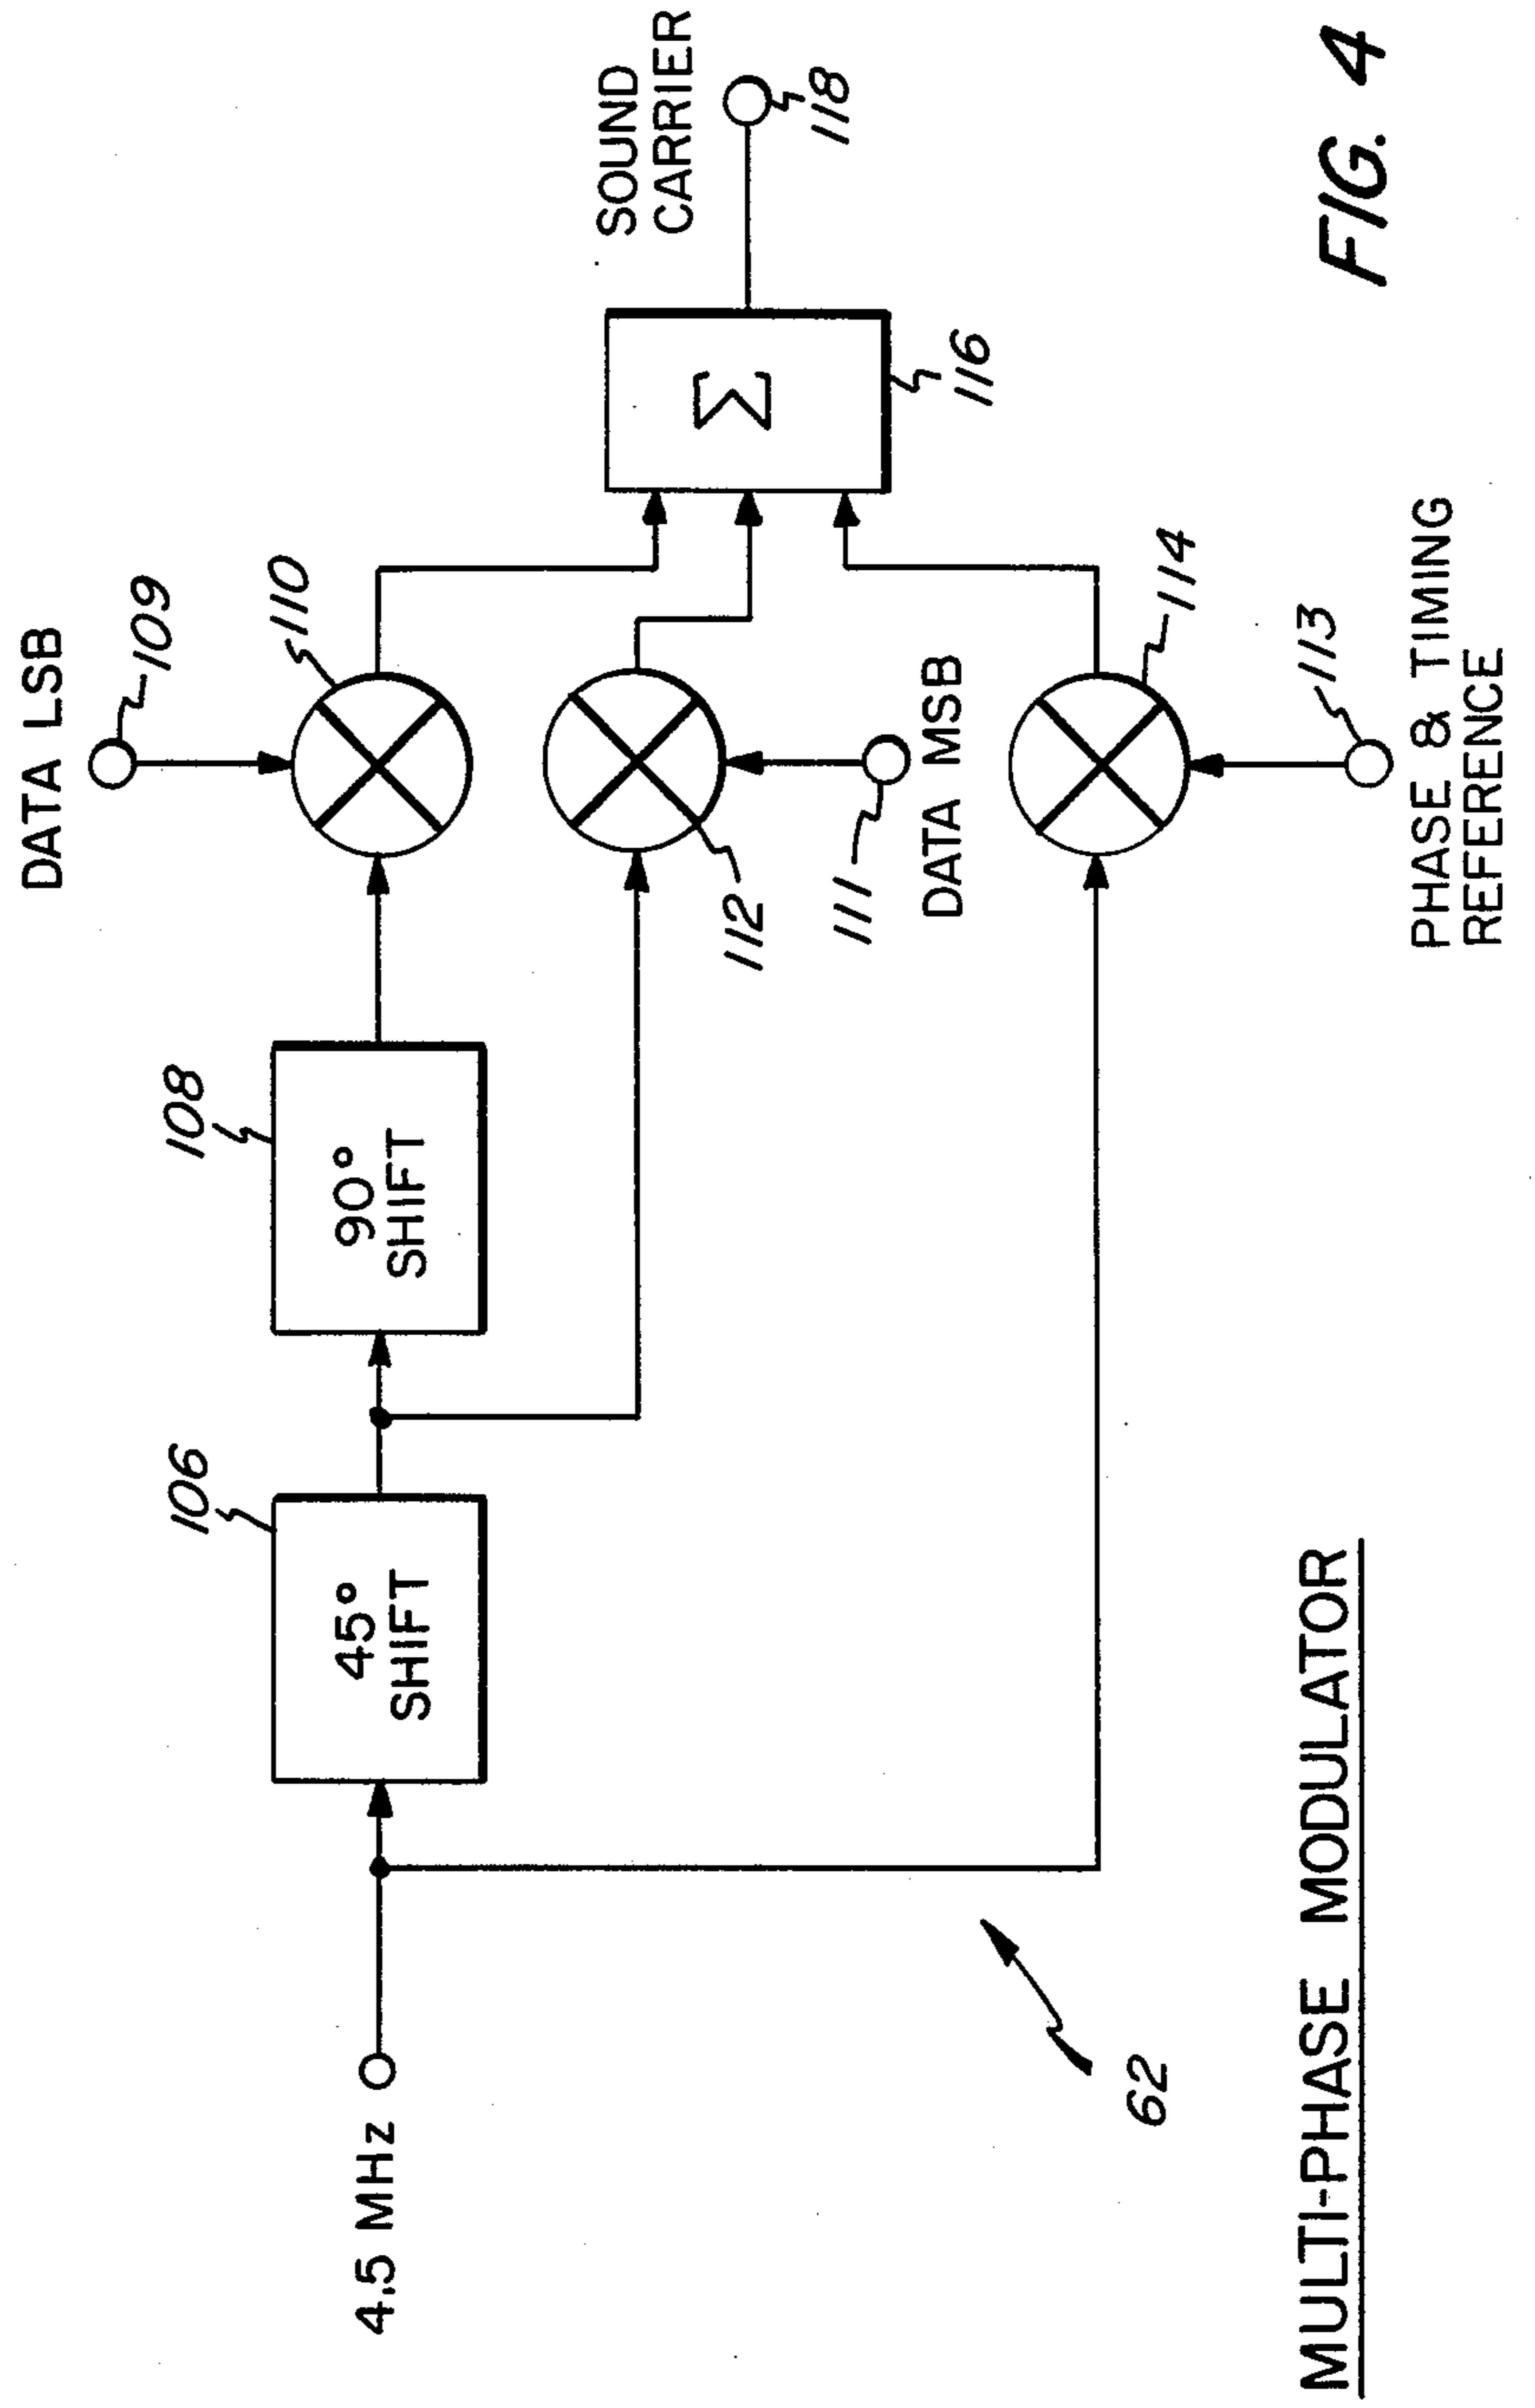 DATA LSB
109
108
106
110
45°
SHIFT
90°
SHIFT
4.5 MHz
SOUND
CARRIER
Σ
118
112
116
111
DATA MSB
114
62
113
MULTI-PHASE MODULATOR
PHASE & TIMING
REFERENCE
FIG. 4